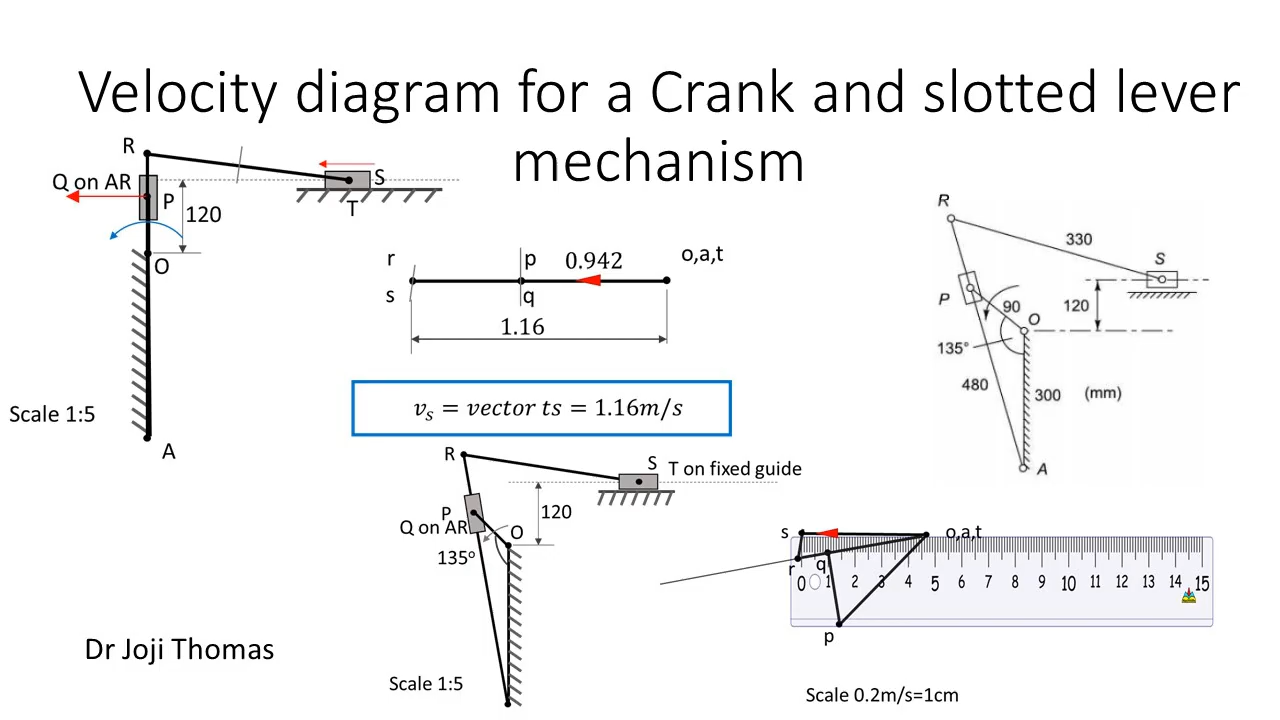 Velocity diagram for a Crank and slotted lever
mechanism
R
Q on AR
P
120
S
T
O
Scale 1:5
A
r
p
0.942
o,a,t
s
q
1.16
v_s = vector ts = 1.16m/s
R
330
S
P
90
O
120
135°
480
300
(mm)
A
R
S
T on fixed guide
P
Q on AR
O
120
135°
Scale 1:5
s
o,a,t
r
q
0 1 2 3 4 5 6 7 8 9 10 11 12 13 14 15
p
Scale 0.2m/s=1cm
Dr Joji Thomas